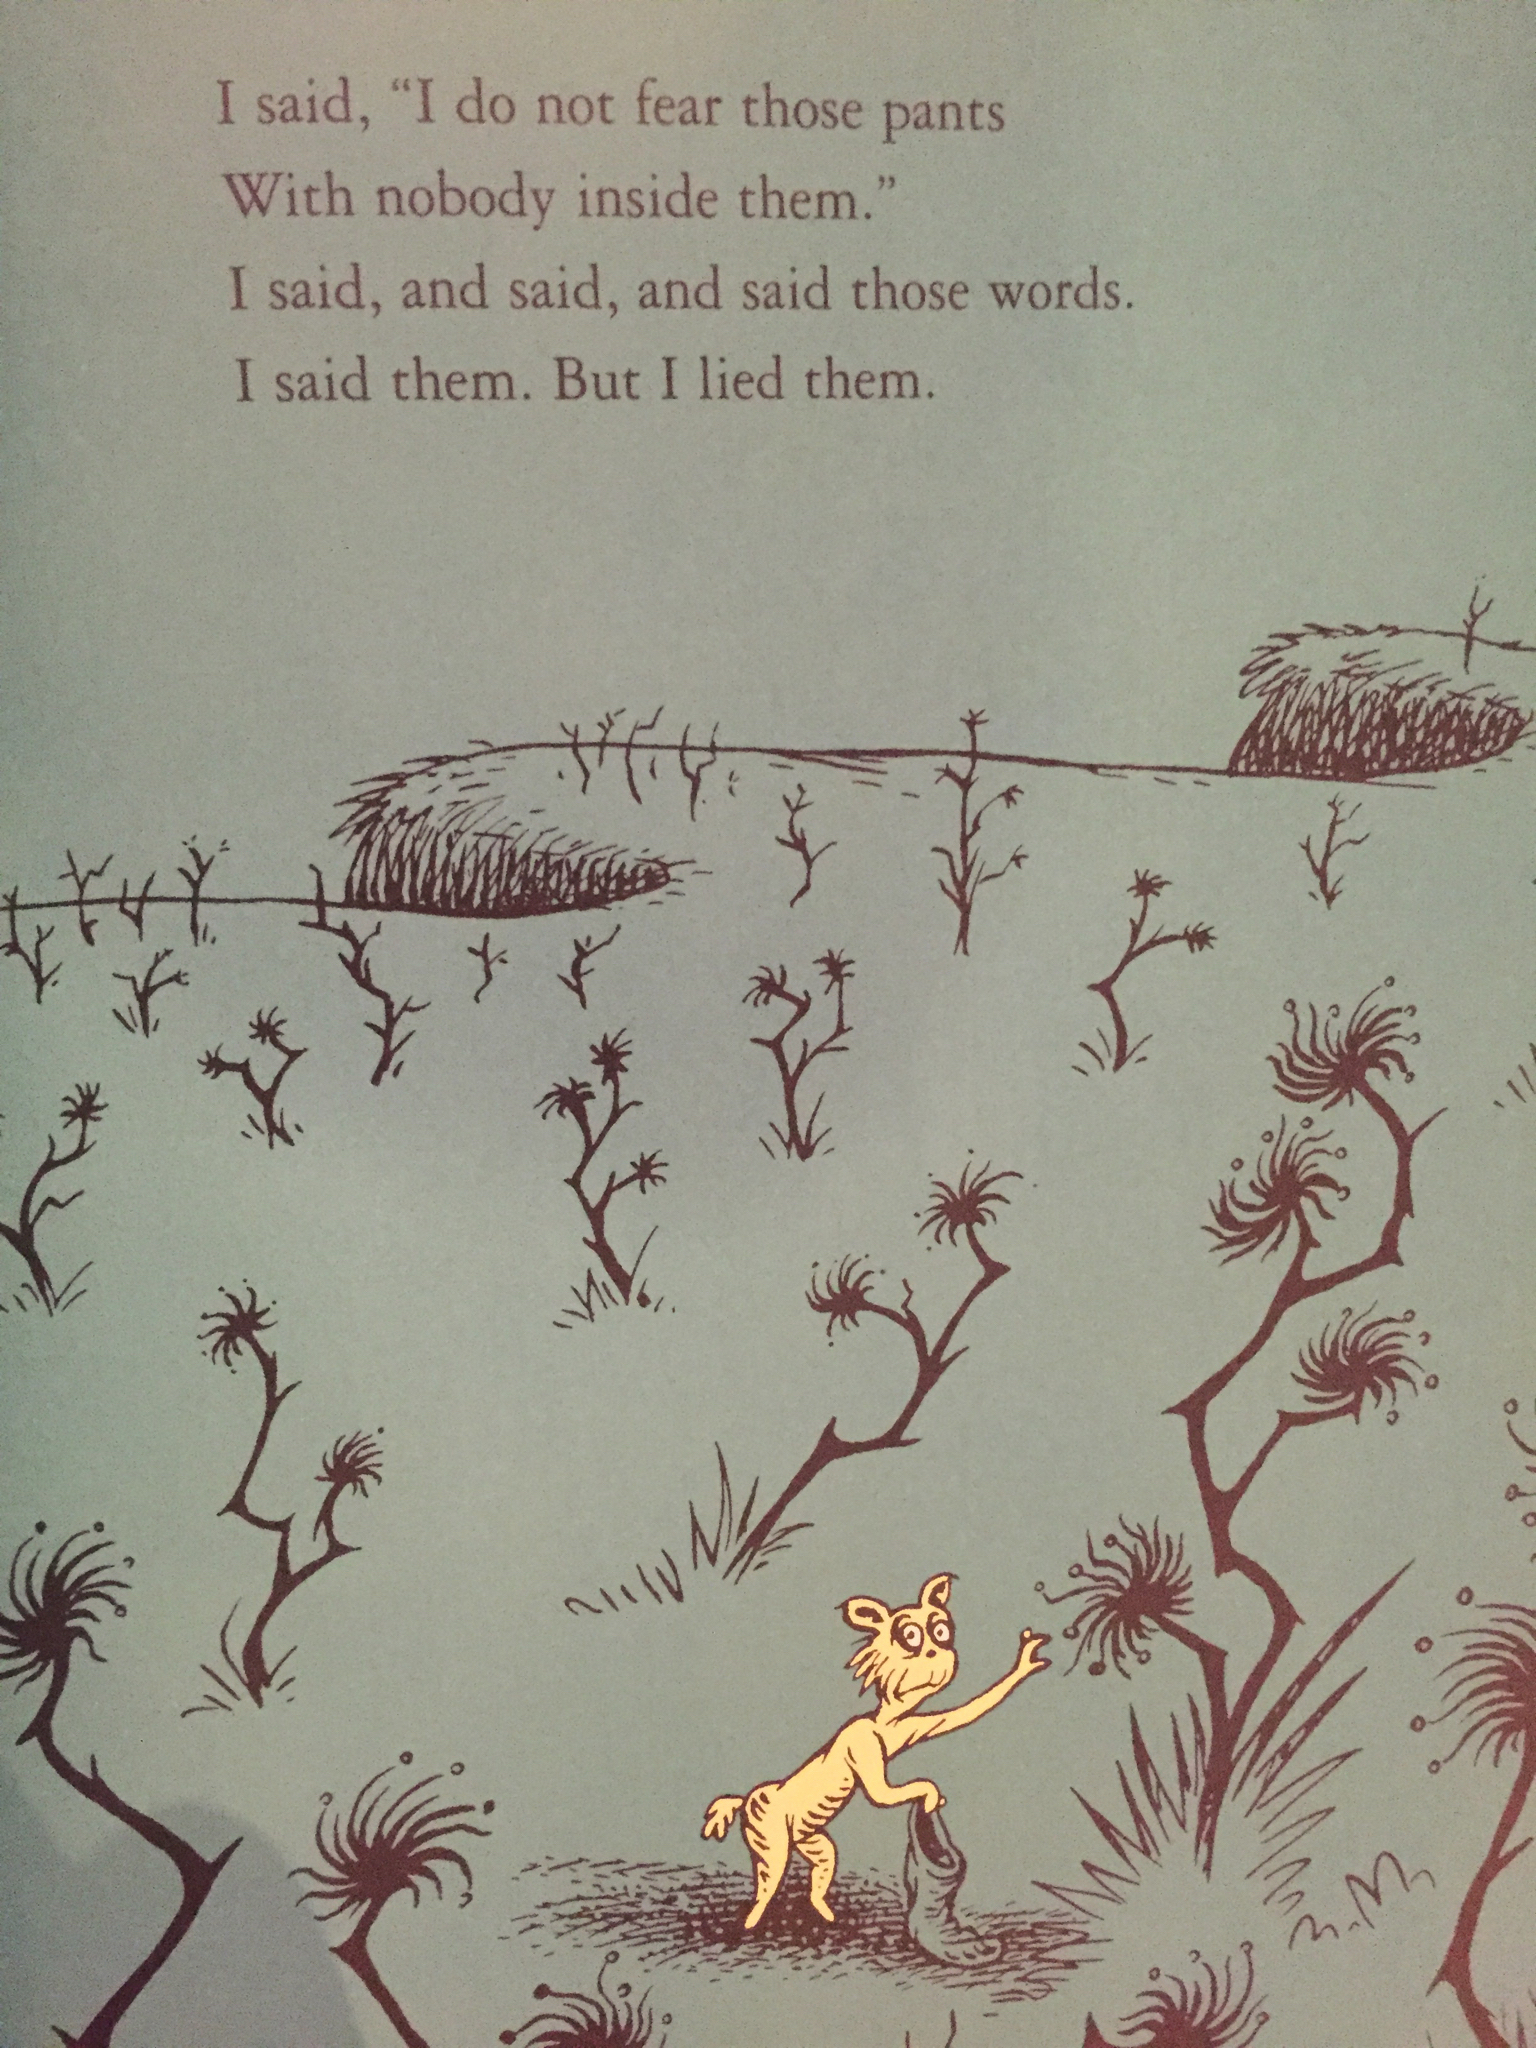 I said, “I do not fear those pants
With nobody inside them.”
I said, and said, and said those words.
I said them. But I lied them.